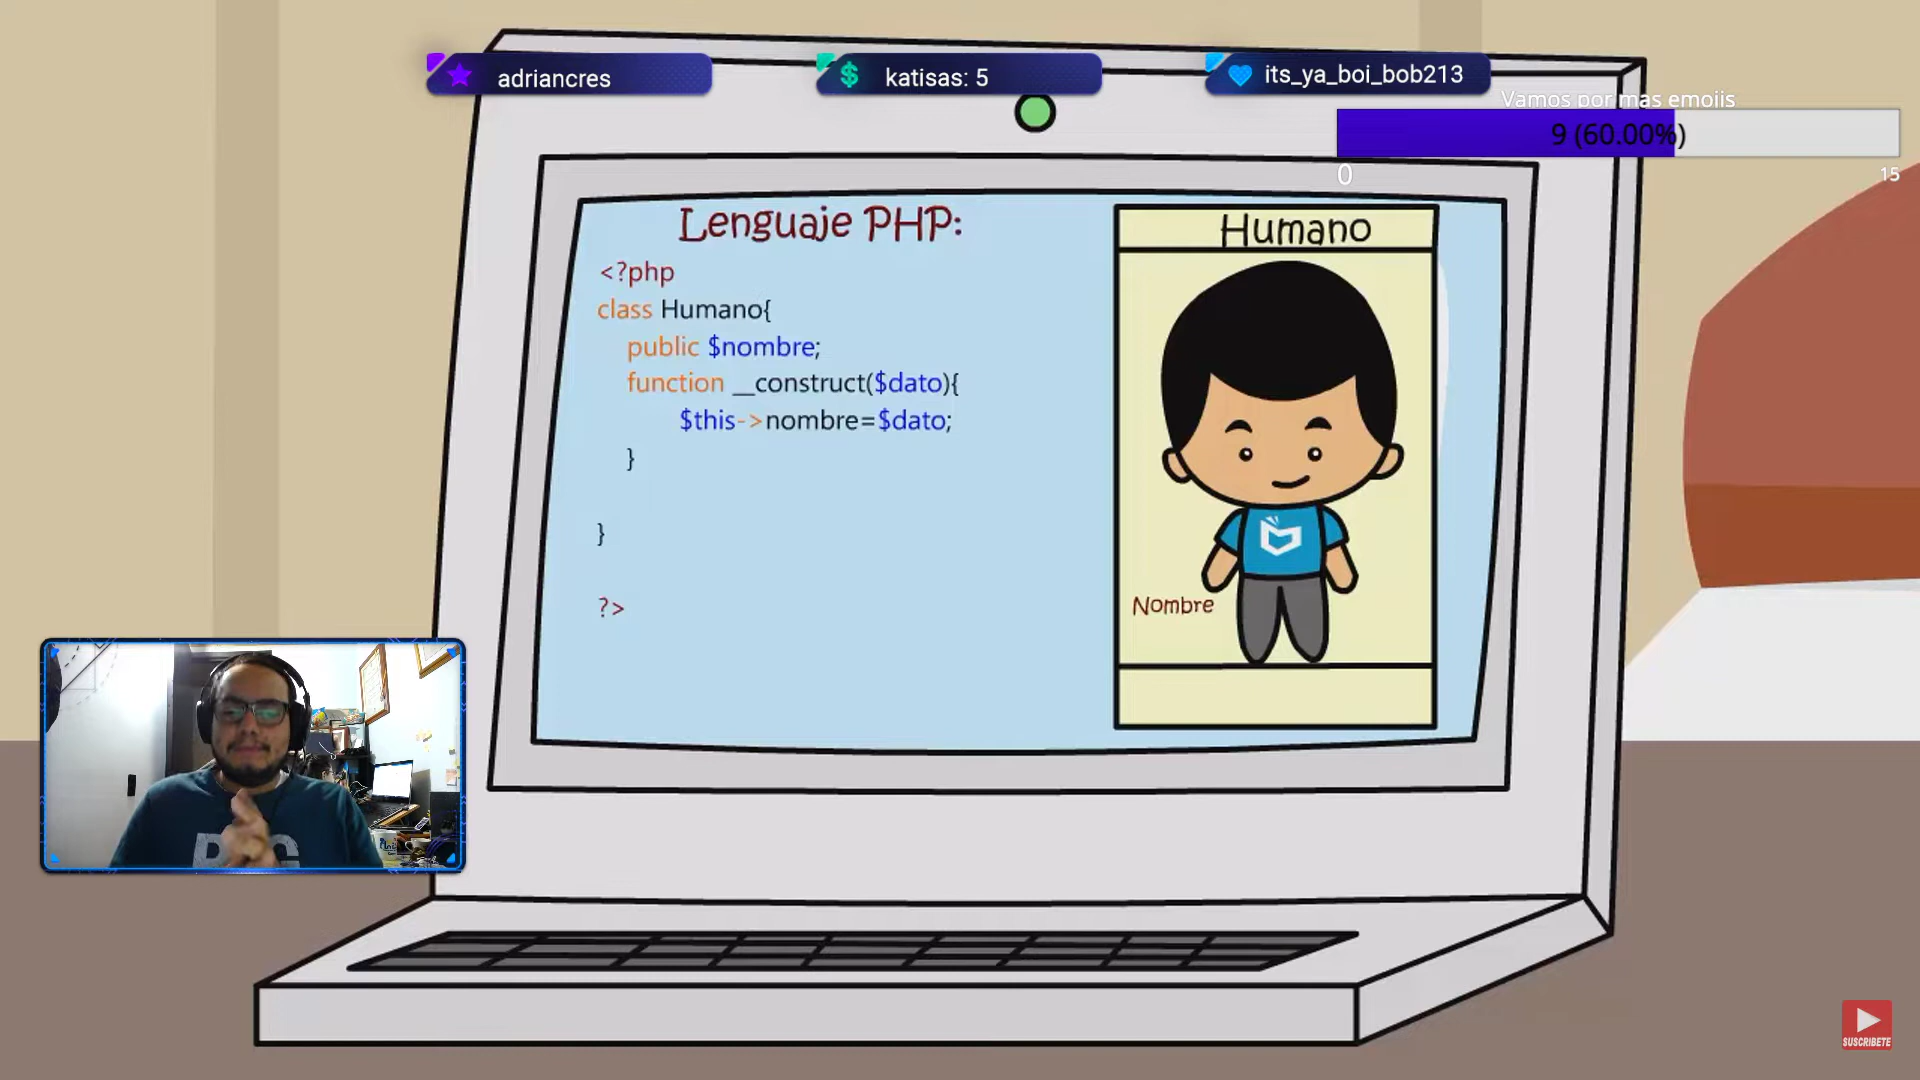 adriancres
katisas: 5
its_ya_boi_bob213
Vamos por mas emojis
9 (60.00%)
0
15
Lenguaje PHP:
<?php
class Humano{
public $nombre;
function __construct($dato){
$this->nombre=$dato;
}
}
?>
Humano
Nombre
SUSCRIBETE